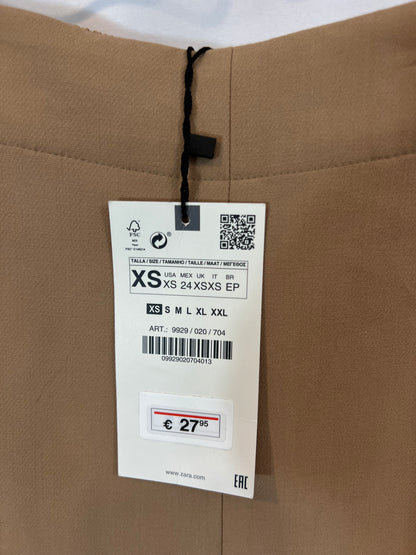 FSC
TALLA / SIZE / TAMANHO / TAILLE / MAAT / ΜΕΓΕΘΟΣ
XS
USA MEX UK IT BR
XS 24 XS XS EP
XS S M L XL XXL
ART.: 9929 / 020 / 704
09929020704013
€ 27 95
www.zara.com
EAC